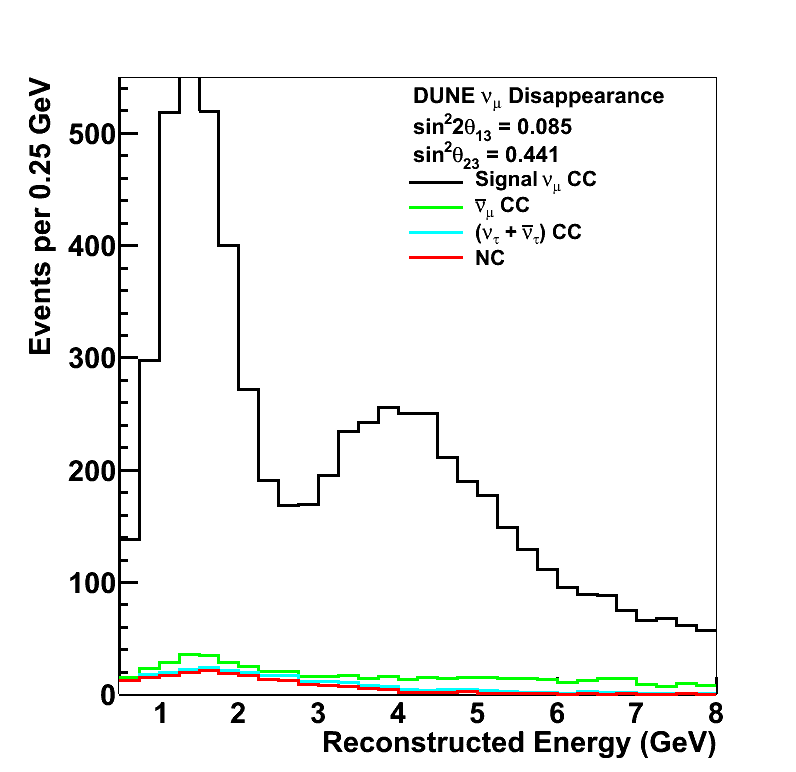 DUNE νμ Disappearance
sin²2θ13 = 0.085
sin²θ23 = 0.441
Signal νμ CC
ν̅μ CC
(ντ + ν̅τ) CC
NC
Events per 0.25 GeV
500
400
300
200
100
0
1 2 3 4 5 6 7 8
Reconstructed Energy (GeV)